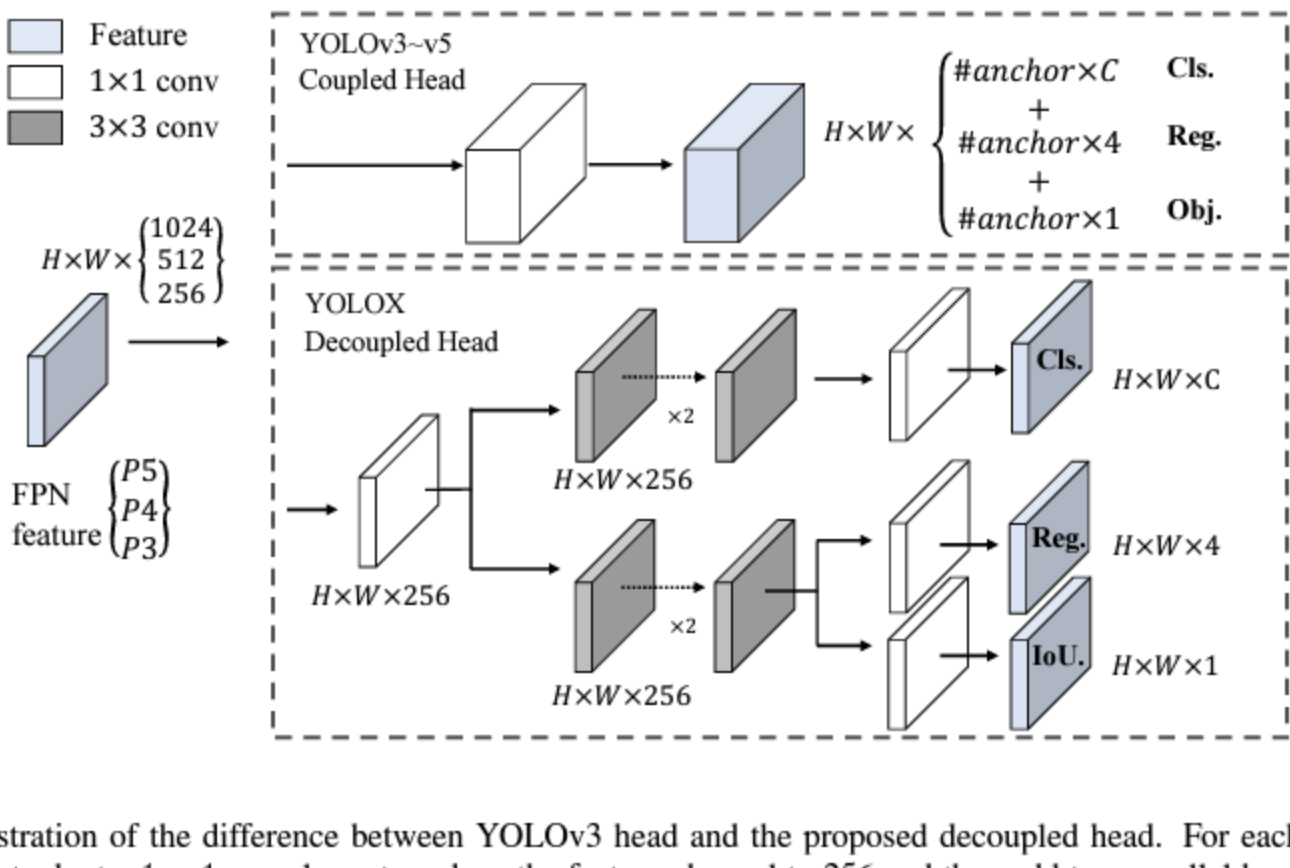 Feature
1×1 conv
3×3 conv
H×W×{1024
512
256}
FPN feature {P5
P4
P3}
YOLOv3~v5
Coupled Head
H×W×
#anchor×C Cls.
+
#anchor×4 Reg.
+
#anchor×1 Obj.
YOLOX
Decoupled Head
H×W×256
×2
H×W×256
Cls. H×W×C
×2
H×W×256
Reg. H×W×4
IoU. H×W×1
stration of the difference between YOLOv3 head and the proposed decoupled head. For each